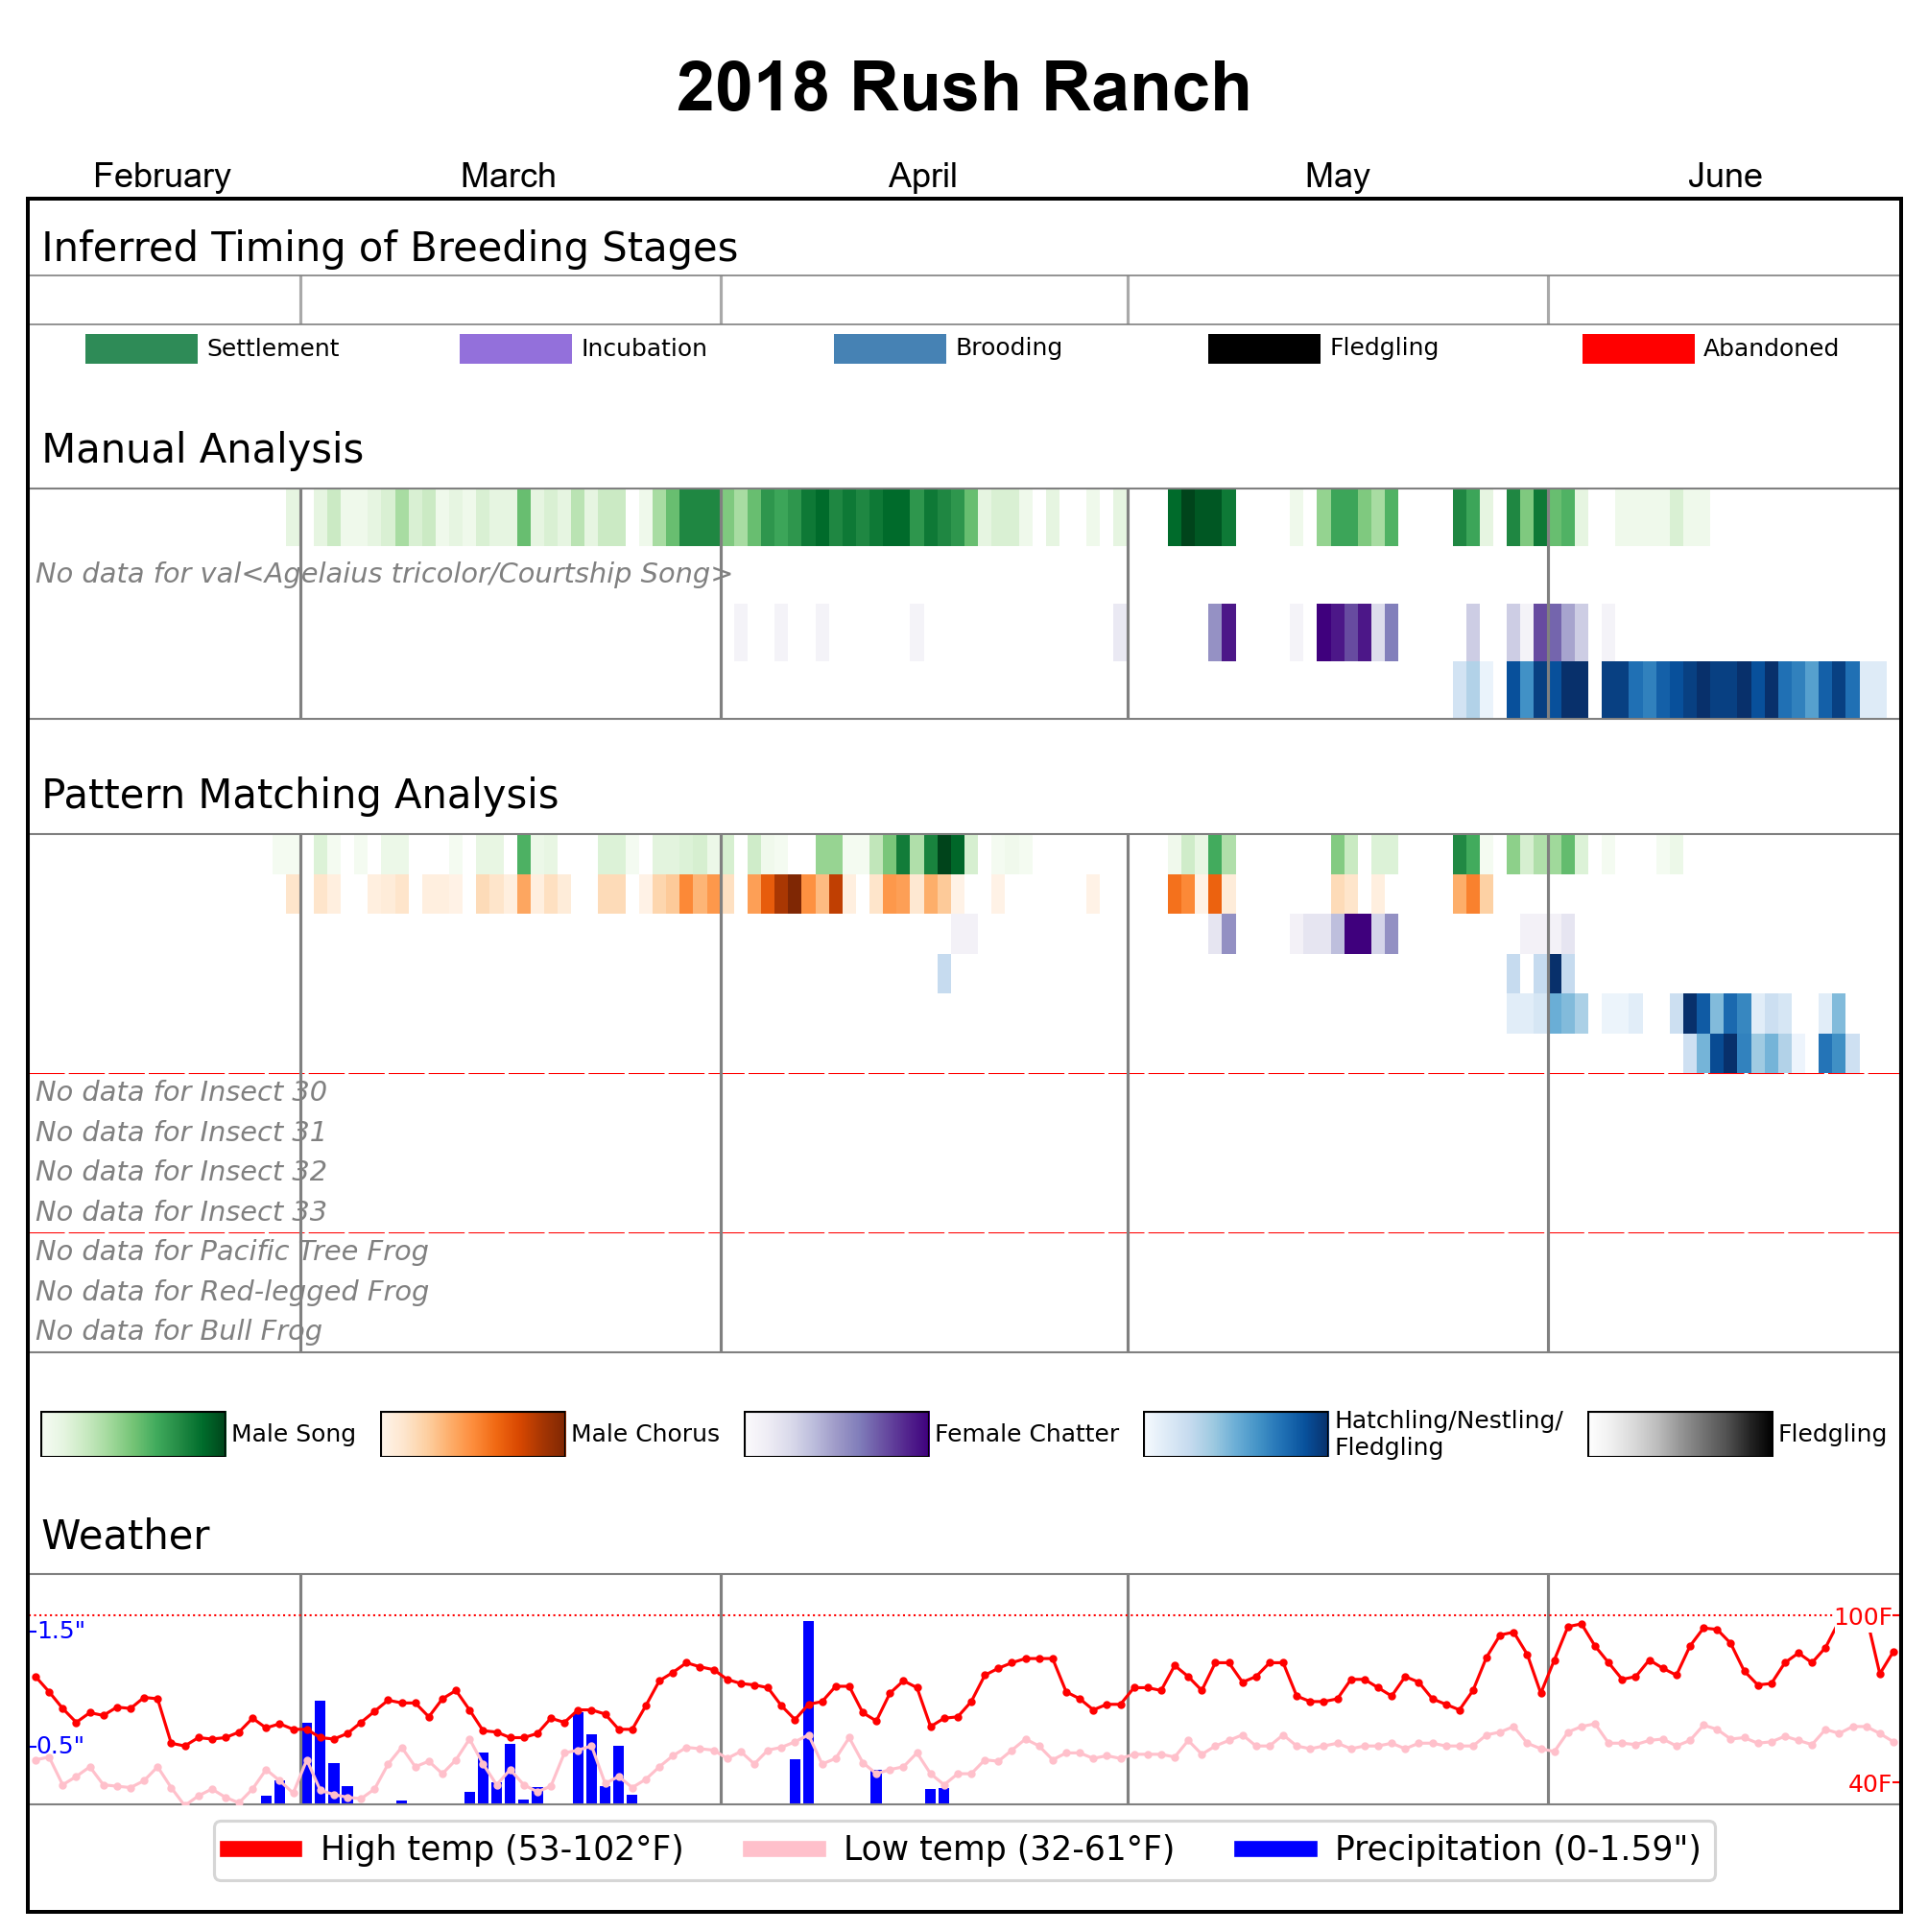 2018 Rush Ranch
February March April May June
Inferred Timing of Breeding Stages
Settlement Incubation Brooding Fledgling Abandoned
Manual Analysis
No data for val<Agelaius tricolor/Courtship Song>
Pattern Matching Analysis
No data for Insect 30
No data for Insect 31
No data for Insect 32
No data for Insect 33
No data for Pacific Tree Frog
No data for Red-legged Frog
No data for Bull Frog
Male Song Male Chorus Female Chatter Hatchling/Nestling/
Fledgling Fledgling
Weather
1.5" 100F
0.5" 40F
High temp (53-102°F) Low temp (32-61°F) Precipitation (0-1.59")